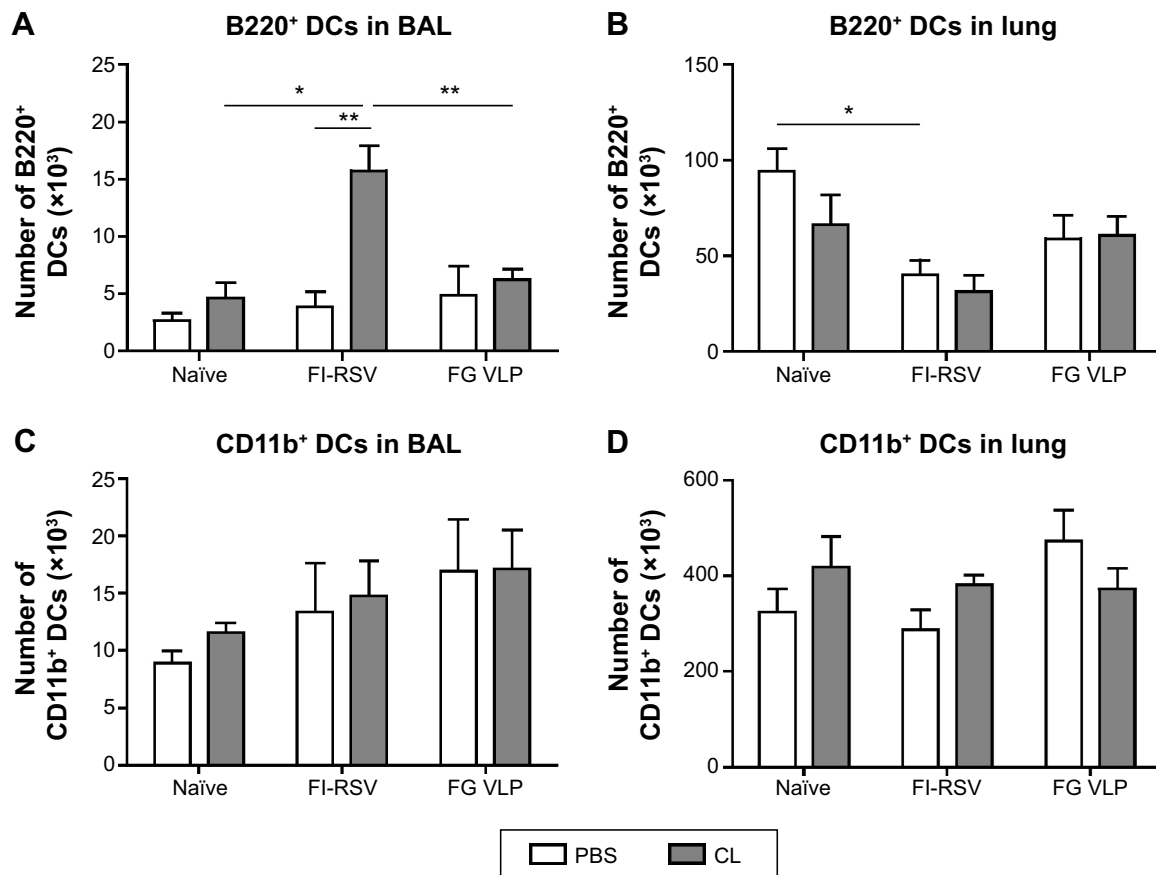 A
B220⁺ DCs in BAL
Number of B220⁺
DCs (×10³)
25
20
15
10
5
0
*
**
**
Naïve FI-RSV FG VLP
B
B220⁺ DCs in lung
Number of B220⁺
DCs (×10³)
150
100
50
0
*
Naïve FI-RSV FG VLP
C
CD11b⁺ DCs in BAL
Number of
CD11b⁺ DCs (×10³)
25
20
15
10
5
0
Naïve FI-RSV FG VLP
D
CD11b⁺ DCs in lung
Number of
CD11b⁺ DCs (×10³)
600
400
200
0
Naïve FI-RSV FG VLP
PBS CL